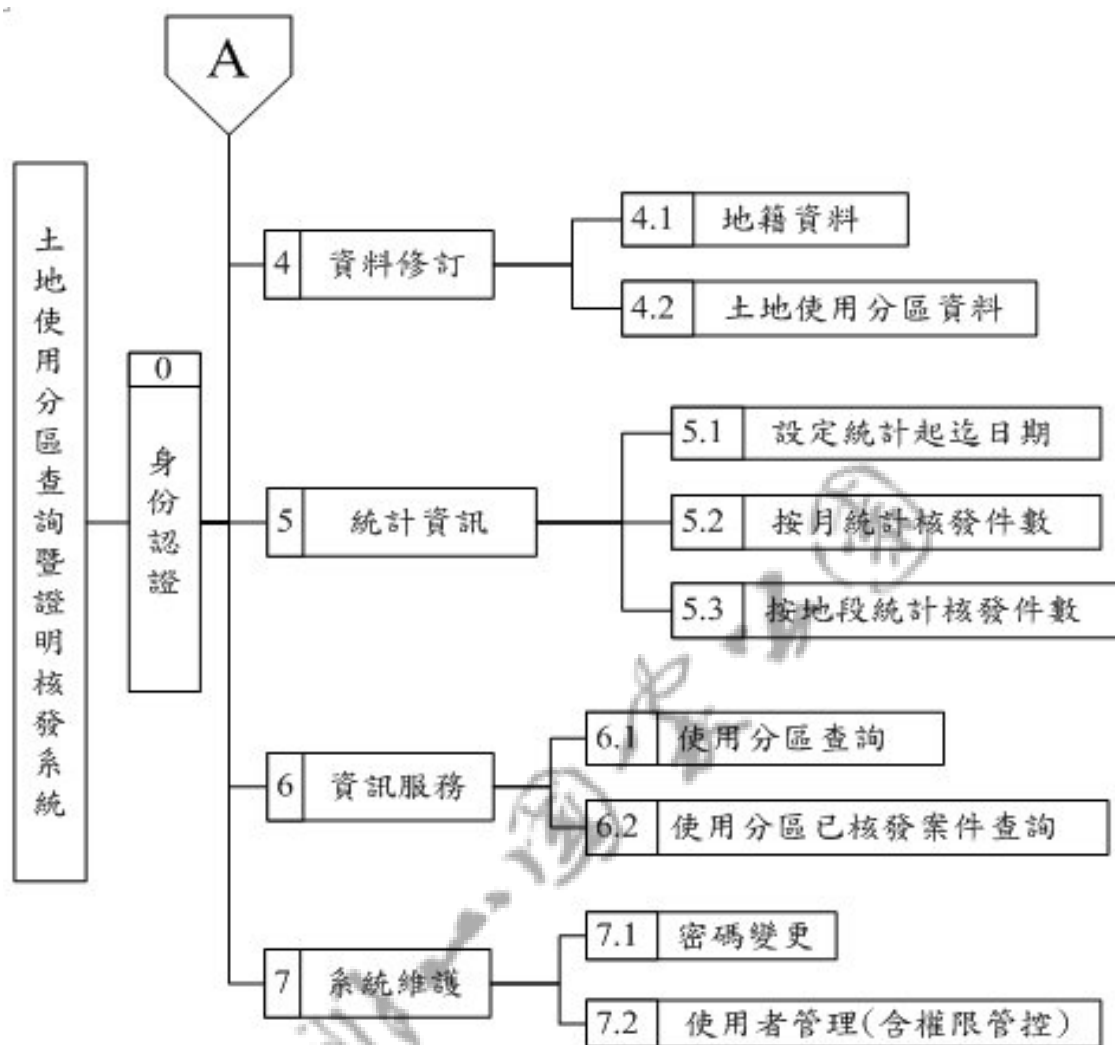 A
土地使用分區查詢暨證明核發系統
0
身份認證
4 資料修訂
4.1 地籍資料
4.2 土地使用分區資料
5 統計資訊
5.1 設定統計起迄日期
5.2 按月統計核發件數
5.3 按地段統計核發件數
6 資訊服務
6.1 使用分區查詢
6.2 使用分區已核發案件查詢
7 系統維護
7.1 密碼變更
7.2 使用者管理(含權限管控)